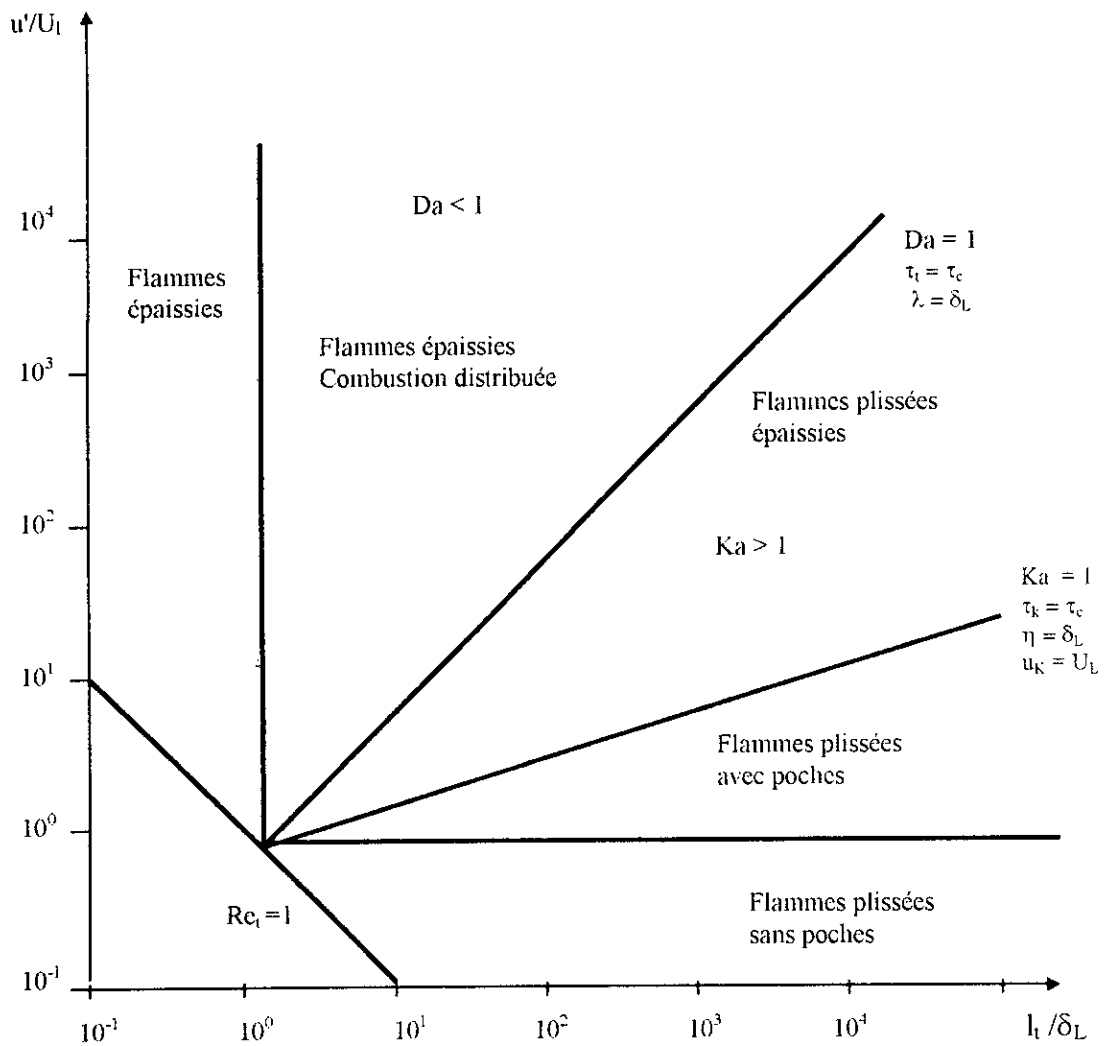 u'/U_l
10^4
10^3
10^2
10^1
10^0
10^-1
Flammes
épaissies
Da < 1
Flammes épaissies
Combustion distribuée
Da = 1
τ_t = τ_c
λ = δ_L
Flammes plissées
épaissies
Ka > 1
Ka = 1
τ_k = τ_c
η = δ_L
u_K = U_L
Flammes plissées
avec poches
Re_t =1
Flammes plissées
sans poches
10^-1
10^0
10^1
10^2
10^3
10^4
l_t /δ_L